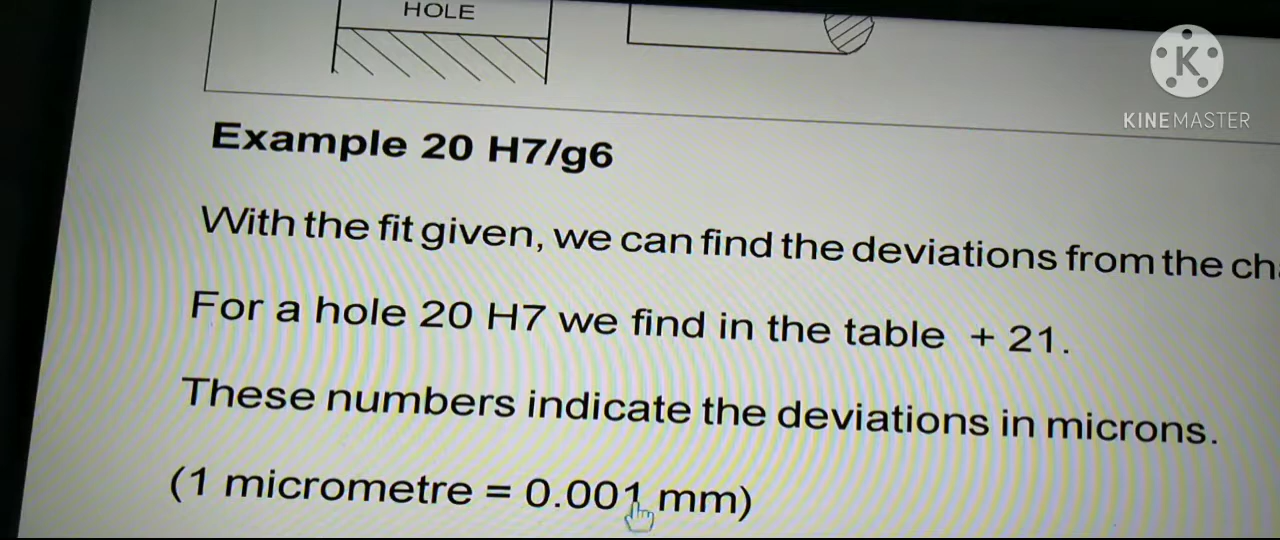 HOLE
K
KINEMASTER
Example 20 H7/g6
With the fit given, we can find the deviations from the
For a hole 20 H7 we find in the table + 21.
These numbers indicate the deviations in microns.
(1 micrometre = 0.001 mm)